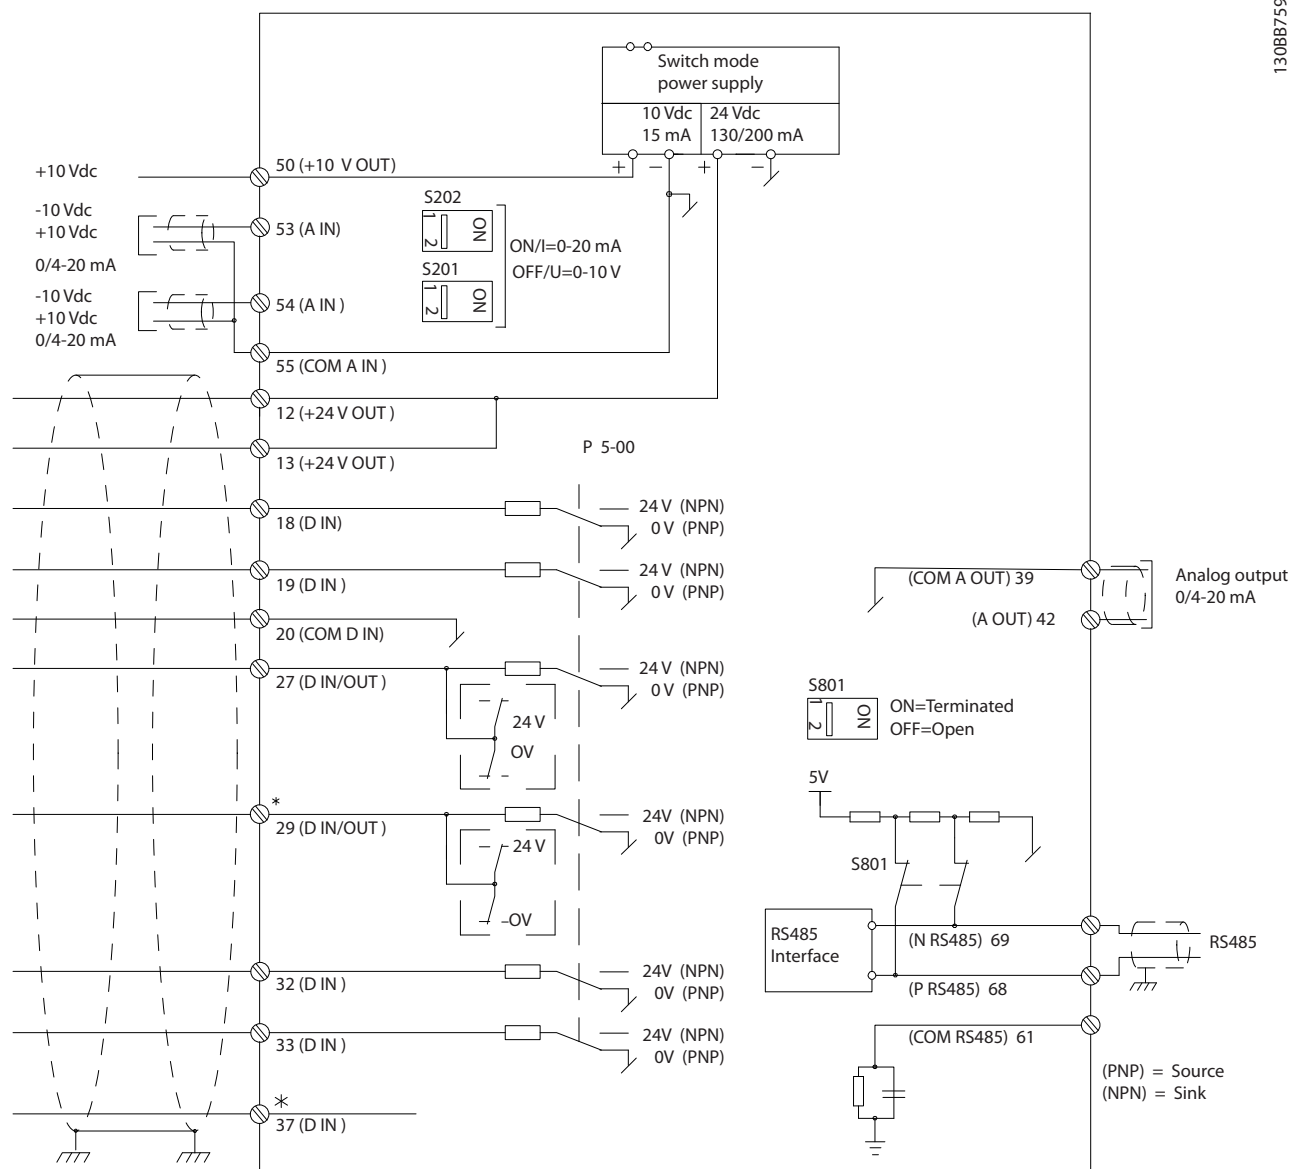 130BB759
Switch mode
power supply
10 Vdc
15 mA
24 Vdc
130/200 mA
+ − + −
+10 Vdc
50 (+10 V OUT)
-10 Vdc
+10 Vdc
0/4-20 mA
53 (A IN)
S202
1 2 ON
ON/I=0-20 mA
OFF/U=0-10 V
S201
1 2 ON
-10 Vdc
+10 Vdc
0/4-20 mA
54 (A IN )
55 (COM A IN )
12 (+24 V OUT )
13 (+24 V OUT )
P 5-00
18 (D IN)
24 V (NPN)
0 V (PNP)
19 (D IN )
24 V (NPN)
0 V (PNP)
20 (COM D IN)
27 (D IN/OUT )
24 V (NPN)
0 V (PNP)
24 V
OV
*
29 (D IN/OUT )
24V (NPN)
0V (PNP)
24 V
OV
32 (D IN )
24V (NPN)
0V (PNP)
33 (D IN )
24V (NPN)
0V (PNP)
*
37 (D IN )
(COM A OUT) 39
(A OUT) 42
Analog output
0/4-20 mA
S801
1 2 ON
ON=Terminated
OFF=Open
5V
S801
RS485
Interface
(N RS485) 69
RS485
(P RS485) 68
(COM RS485) 61
(PNP) = Source
(NPN) = Sink